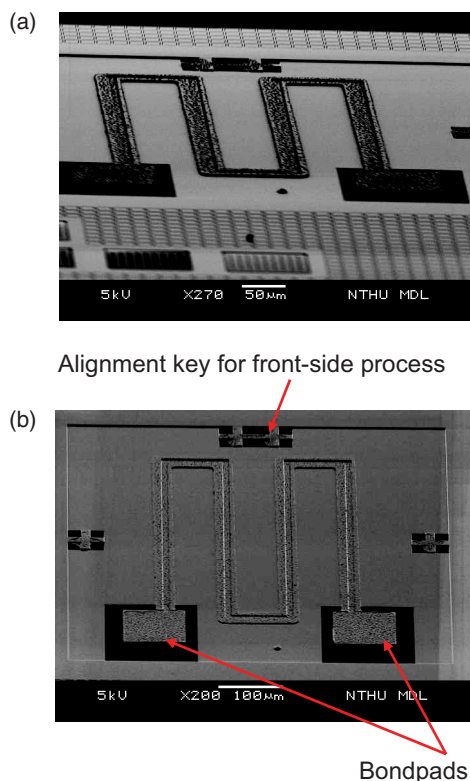 (a)
5kV X270 50μm NTHU MDL
Alignment key for front-side process
(b)
5kV X200 100μm NTHU MDL
Bondpads